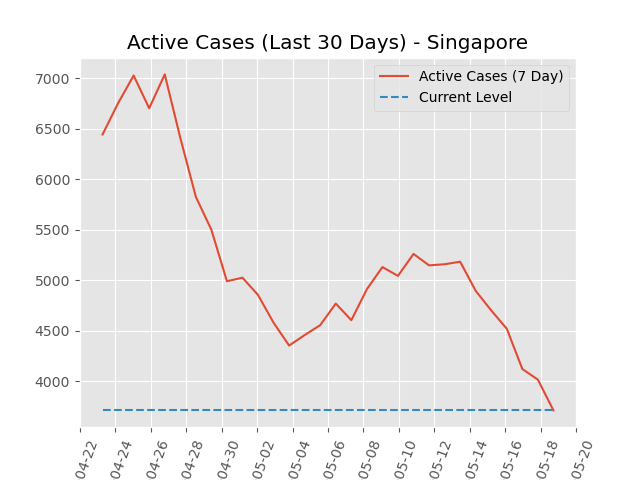 Active Cases (Last 30 Days) - Singapore
Active Cases (7 Day)
Current Level
7000
6500
6000
5500
5000
4500
4000
04-22 04-24 04-26 04-28 04-30 05-02 05-04 05-06 05-08 05-10 05-12 05-14 05-16 05-18 05-20